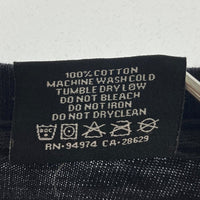 100% COTTON
MACHINE WASH COLD
TUMBLE DRY LOW
DO NOT BLEACH
DO NOT IRON
DO NOT DRYCLEAN
RN-94974 CA-28629